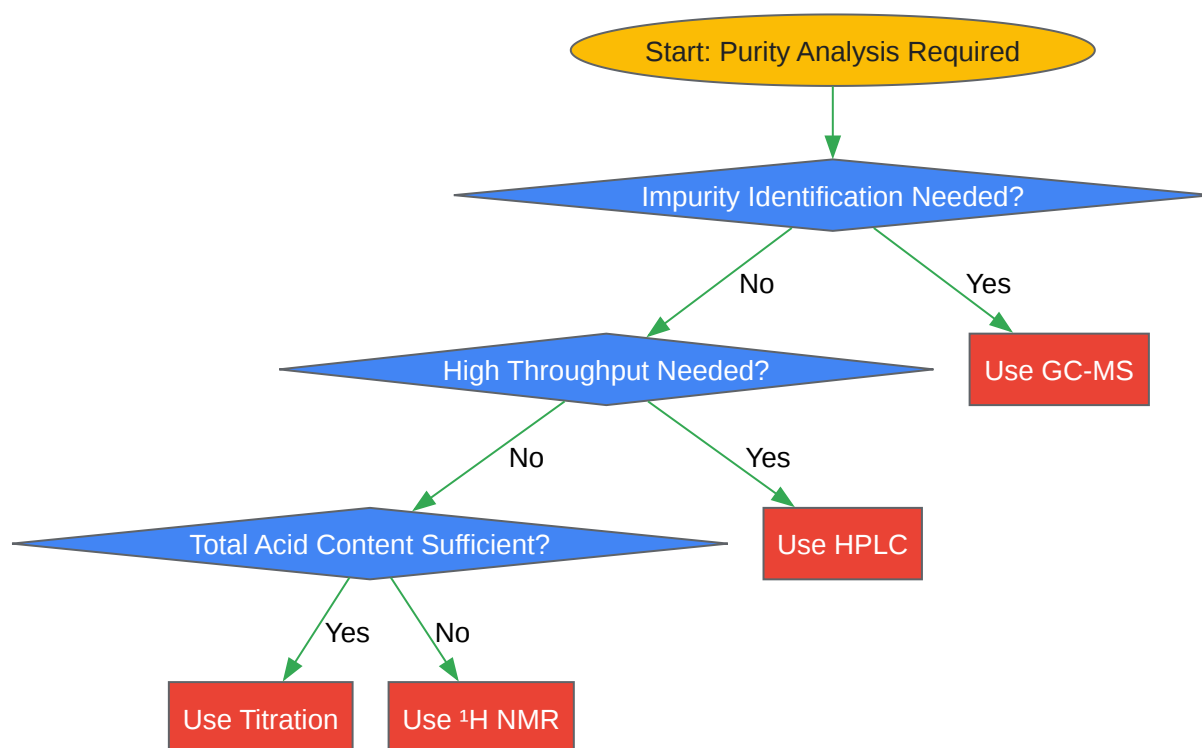 Start: Purity Analysis Required
Impurity Identification Needed?
No
Yes
High Throughput Needed?
Use GC-MS
No
Yes
Total Acid Content Sufficient?
Use HPLC
Yes
No
Use Titration
Use ¹H NMR